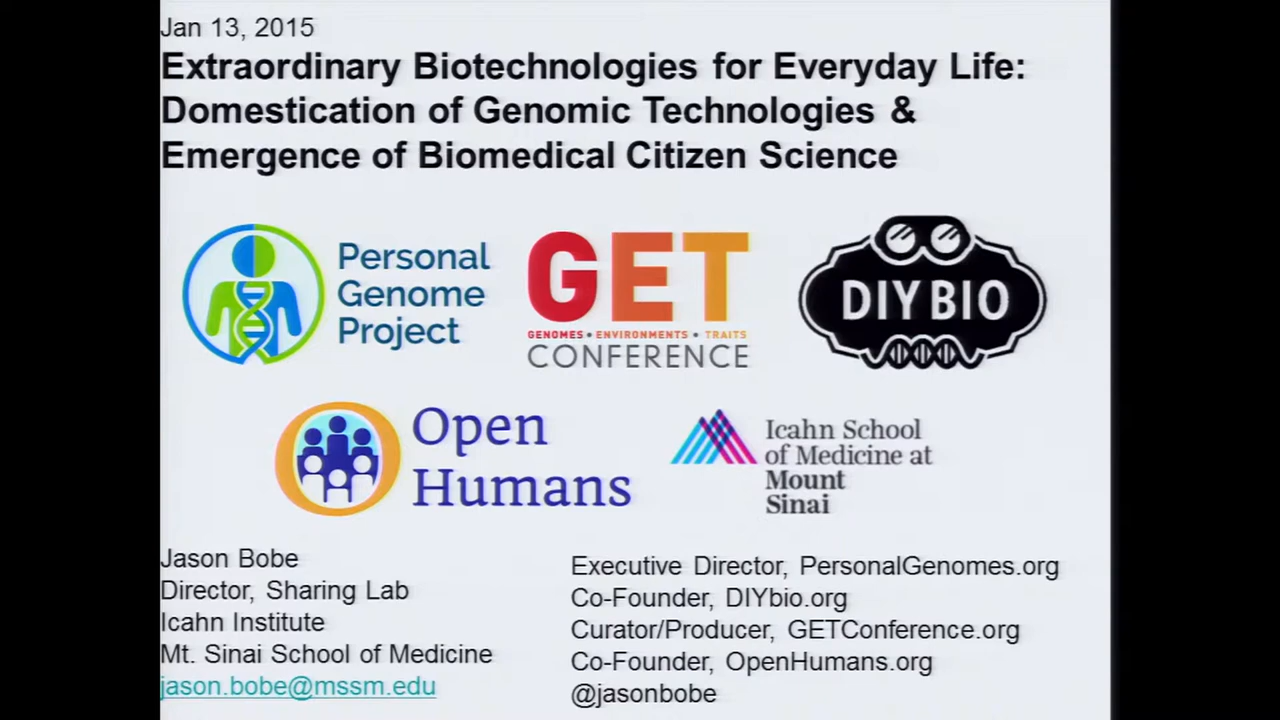 Jan 13, 2015
Extraordinary Biotechnologies for Everyday Life:
Domestication of Genomic Technologies &
Emergence of Biomedical Citizen Science
Personal
Genome
Project
GET
GENOMES • ENVIRONMENTS • TRAITS
CONFERENCE
DIY BIO
Open
Humans
Icahn School
of Medicine at
Mount
Sinai
Jason Bobe
Director, Sharing Lab
Icahn Institute
Mt. Sinai School of Medicine
jason.bobe@mssm.edu
Executive Director, PersonalGenomes.org
Co-Founder, DIYbio.org
Curator/Producer, GETConference.org
Co-Founder, OpenHumans.org
@jasonbobe